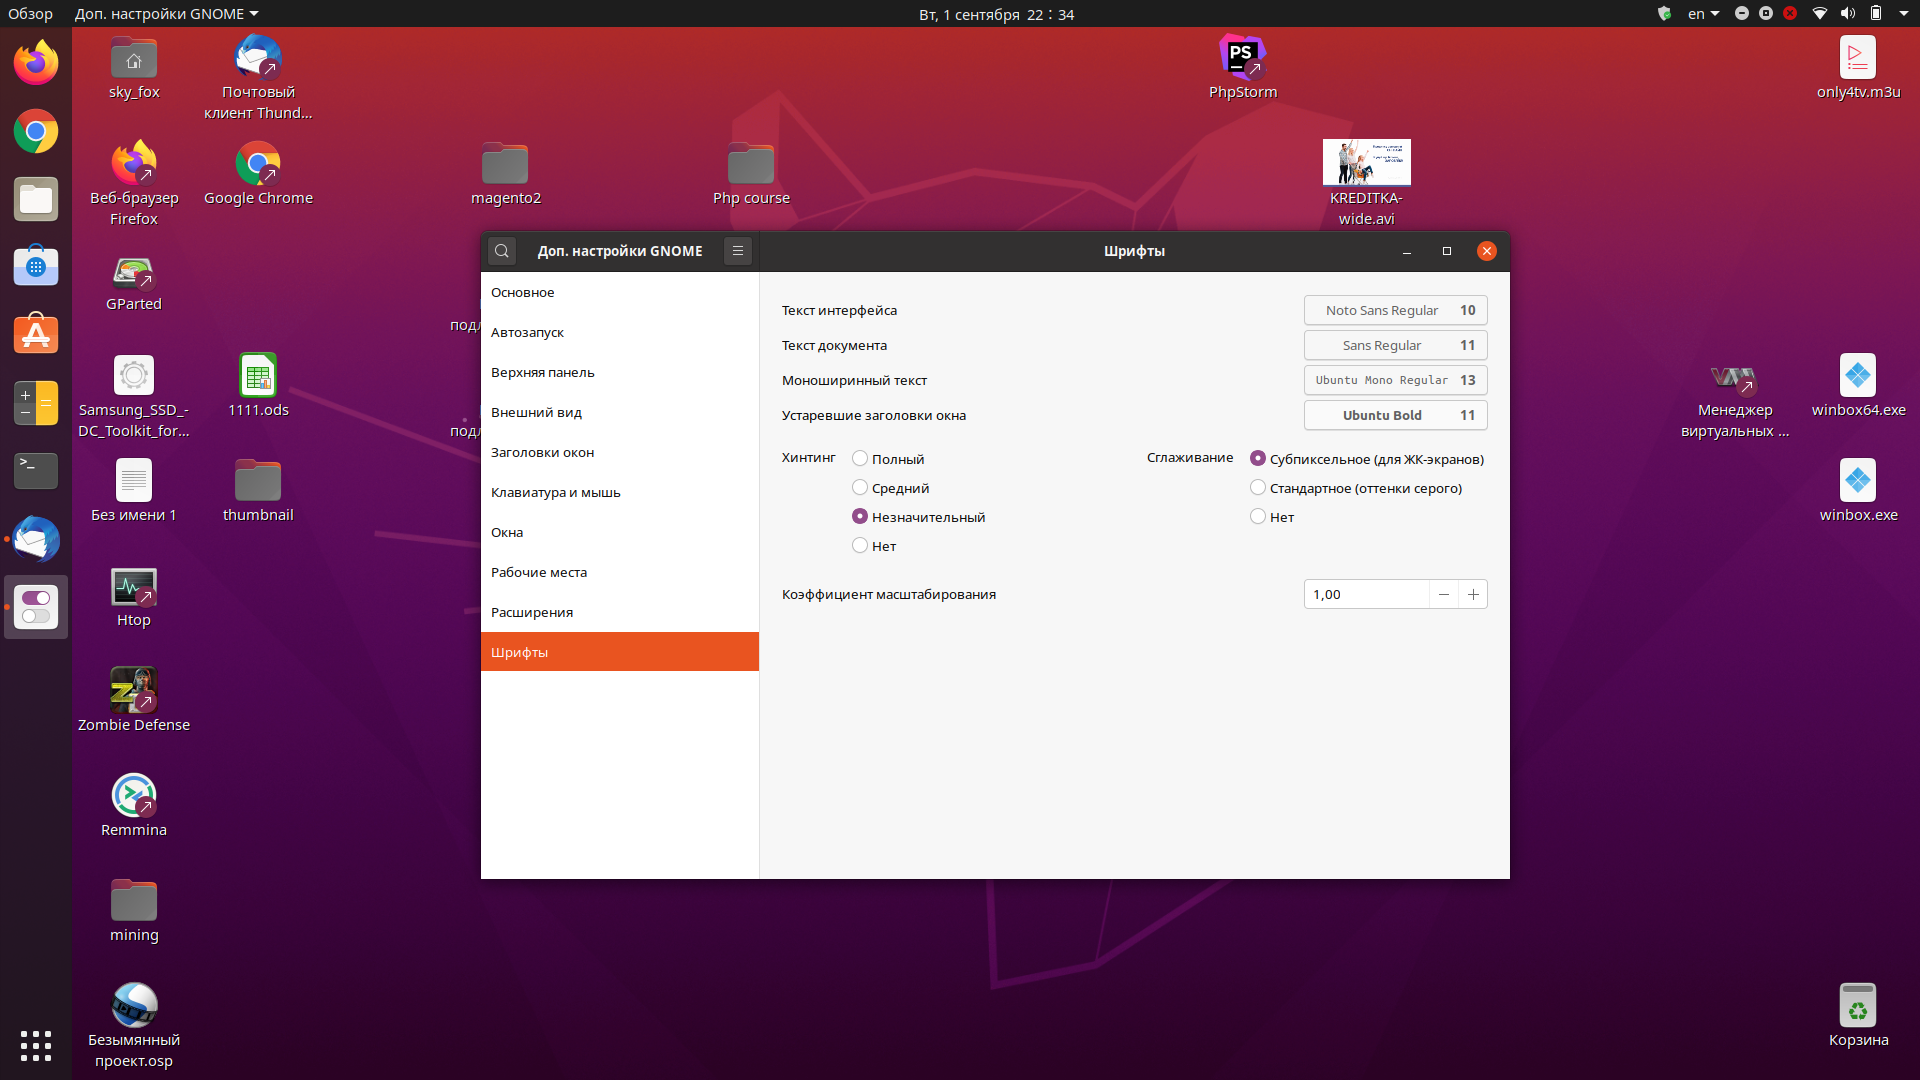 Обзор
Доп. настройки GNOME
Вт, 1 сентября 22 : 34
en
sky_fox
Почтовый
клиент Thund...
PS
PhpStorm
only4tv.m3u
Веб-браузер
Firefox
Google Chrome
magento2
Php course
KREDITKA-
wide.avi
GParted
Samsung_SSD_-
DC_Toolkit_for...
1111.ods
Менеджер
виртуальных ...
winbox64.exe
Без имени 1
thumbnail
winbox.exe
Htop
Zombie Defense
Remmina
mining
Безымянный
проект.osp
Корзина
Доп. настройки GNOME
Шрифты
Основное
Автозапуск
Верхняя панель
Внешний вид
Заголовки окон
Клавиатура и мышь
Окна
Рабочие места
Расширения
Шрифты
Текст интерфейса
Noto Sans Regular 10
Текст документа
Sans Regular 11
Моноширинный текст
Ubuntu Mono Regular 13
Устаревшие заголовки окна
Ubuntu Bold 11
Хинтинг
Полный
Средний
Незначительный
Нет
Сглаживание
Субпиксельное (для ЖК-экранов)
Стандартное (оттенки серого)
Нет
Коэффициент масштабирования
1,00